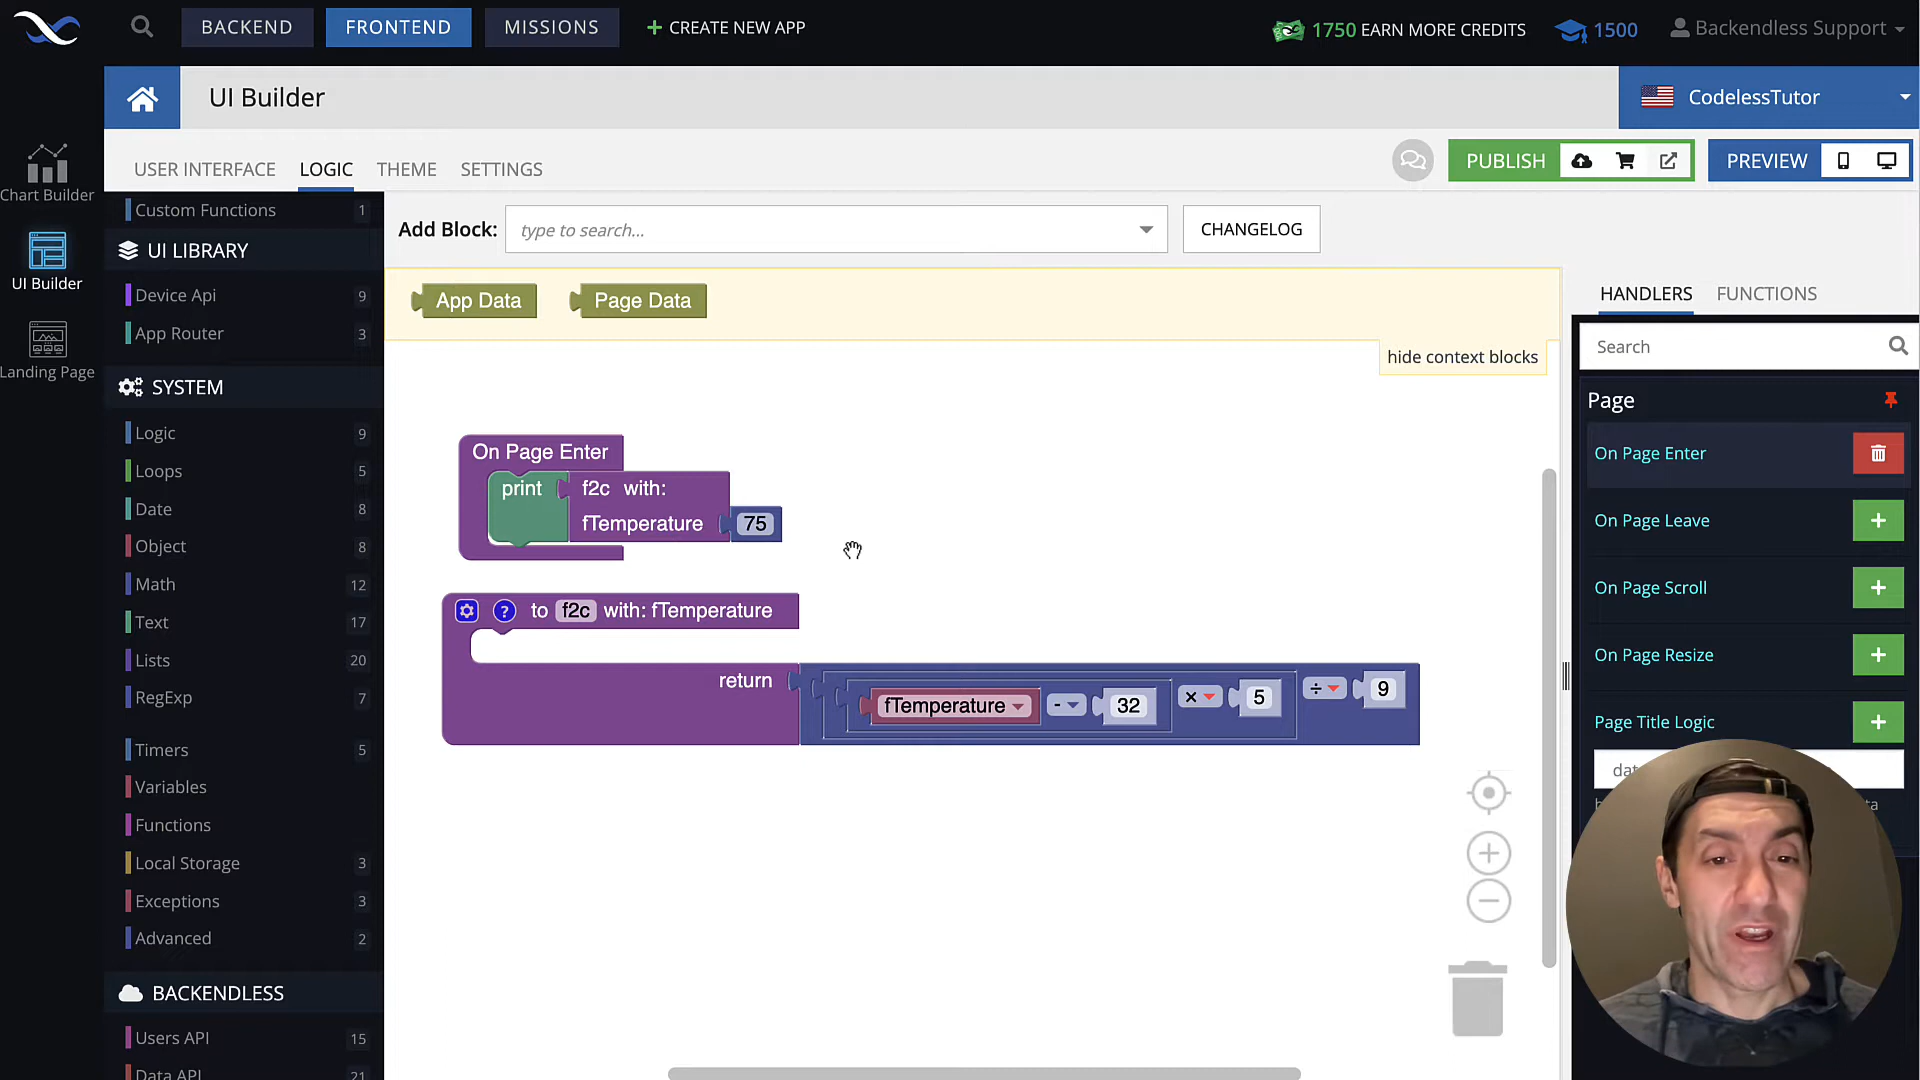 BACKEND
FRONTEND
MISSIONS
+ CREATE NEW APP
1750 EARN MORE CREDITS
1500
Backendless Support
UI Builder
CodelessTutor
USER INTERFACE
LOGIC
THEME
SETTINGS
PUBLISH
PREVIEW
Chart Builder
UI Builder
Landing Page
Custom Functions 1
UI LIBRARY
Device Api 9
App Router 3
SYSTEM
Logic 9
Loops 5
Date 8
Object 8
Math 12
Text 17
Lists 20
RegExp 7
Timers 5
Variables
Functions
Local Storage 3
Exceptions 3
Advanced 2
BACKENDLESS
Users API 15
Data API 21
Add Block:
type to search...
CHANGELOG
App Data
Page Data
hide context blocks
On Page Enter
print f2c with:
fTemperature 75
? to f2c with: fTemperature
return fTemperature - 32 × 5 ÷ 9
HANDLERS
FUNCTIONS
Search
Page
On Page Enter
On Page Leave +
On Page Scroll +
On Page Resize +
Page Title Logic +